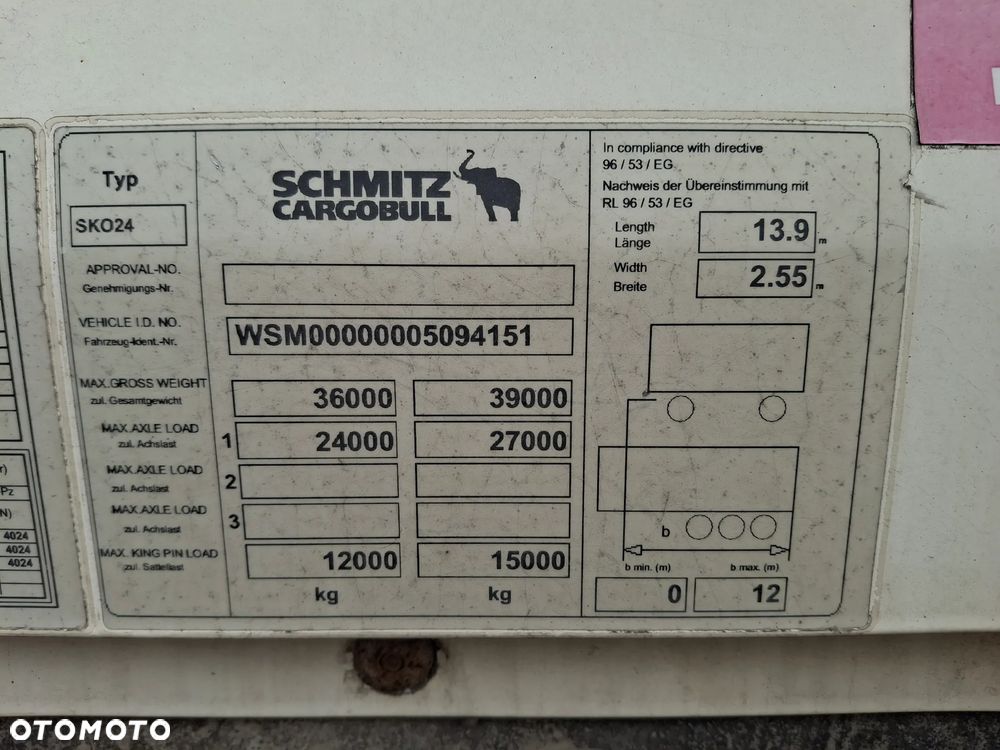 Typ
SKO24
SCHMITZ
CARGOBULL
APPROVAL-NO.
Genehmigungs-Nr.
VEHICLE I.D. NO.
Fahrzeug-Ident.-Nr.
WSM00000005094151
MAX.GROSS WEIGHT
zul. Gesamtgewicht
36000 39000
MAX.AXLE LOAD
zul. Achslast
1 24000 27000
MAX.AXLE LOAD
zul. Achslast
2
MAX.AXLE LOAD
zul. Achslast
3
MAX. KING PIN LOAD
zul. Sattellast
12000 15000
kg kg
In compliance with directive
96 / 53 / EG
Nachweis der Übereinstimmung mit
RL 96 / 53 / EG
Length
Länge
13.9 m
Width
Breite
2.55 m
b
b min. (m) b max. (m)
0 12
r)
Pz
N)
4024
4024
4024
OTOMOTO